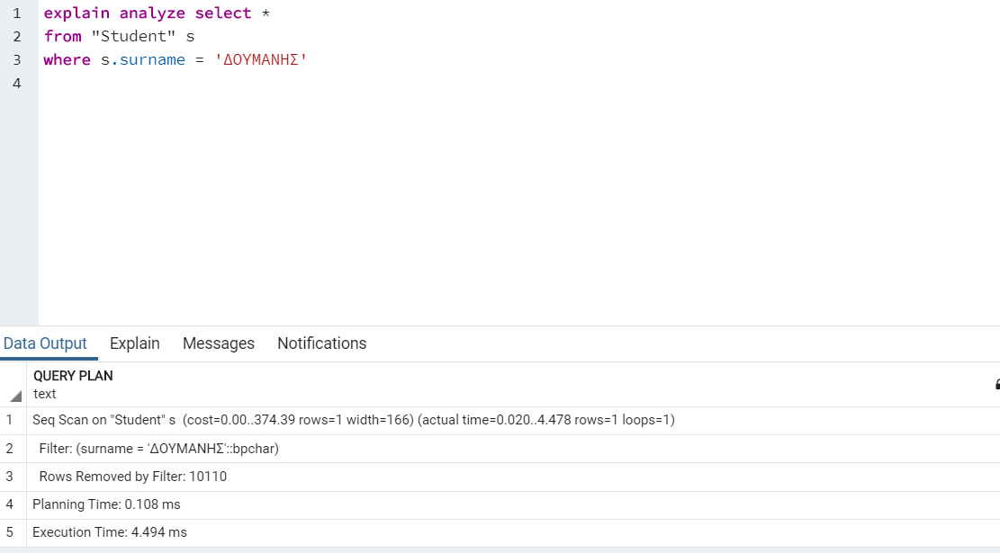 1 explain analyze select *
2 from "Student" s
3 where s.surname = 'ΔΟΥΜΑΝΗΣ'
4
Data Output Explain Messages Notifications
QUERY PLAN
text
1 Seq Scan on "Student" s (cost=0.00..374.39 rows=1 width=166) (actual time=0.020..4.478 rows=1 loops=1)
2 Filter: (surname = 'ΔΟΥΜΑΝΗΣ'::bpchar)
3 Rows Removed by Filter: 10110
4 Planning Time: 0.108 ms
5 Execution Time: 4.494 ms